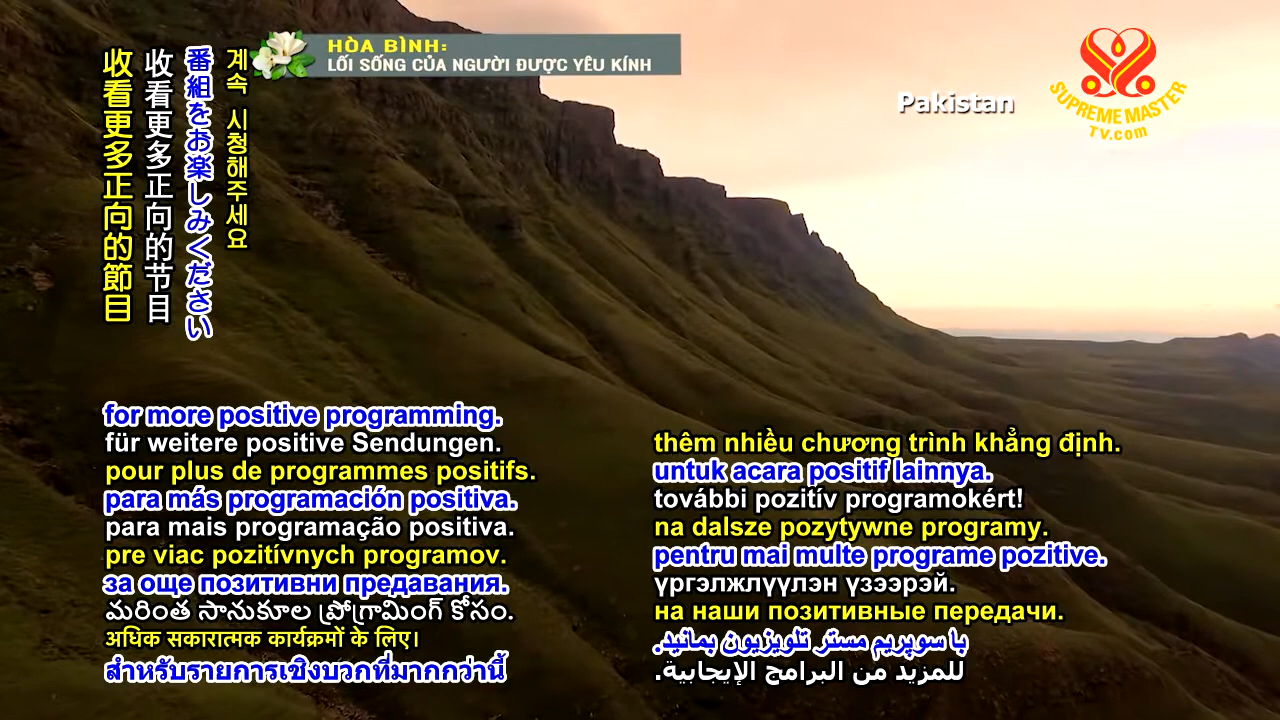 HÒA BÌNH:
LỐI SỐNG CỦA NGƯỜI ĐƯỢC YÊU KÍNH
Pakistan
SUPREME MASTER
TV.com
계속 시청해주세요
番組をお楽しみください
收看更多正向的节目
收看更多正向的節目
for more positive programming.
für weitere positive Sendungen.
pour plus de programmes positifs.
para más programación positiva.
para mais programação positiva.
pre viac pozitívnych programov.
за още позитивни предавания.
మరింత సానుకూల ప్రోగ్రామింగ్ కోసం.
अधिक सकारात्मक कार्यक्रमों के लिए।
สำหรับรายการเชิงบวกที่มากกว่านี้
thêm nhiều chương trình khẳng định.
untuk acara positif lainnya.
további pozitív programokért!
na dalsze pozytywne programy.
pentru mai multe programe pozitive.
үргэлжлүүлэн үзээрэй.
на наши позитивные передачи.
با سوپریم مستر تلویزیون بمانید.
للمزيد من البرامج الإيجابية.